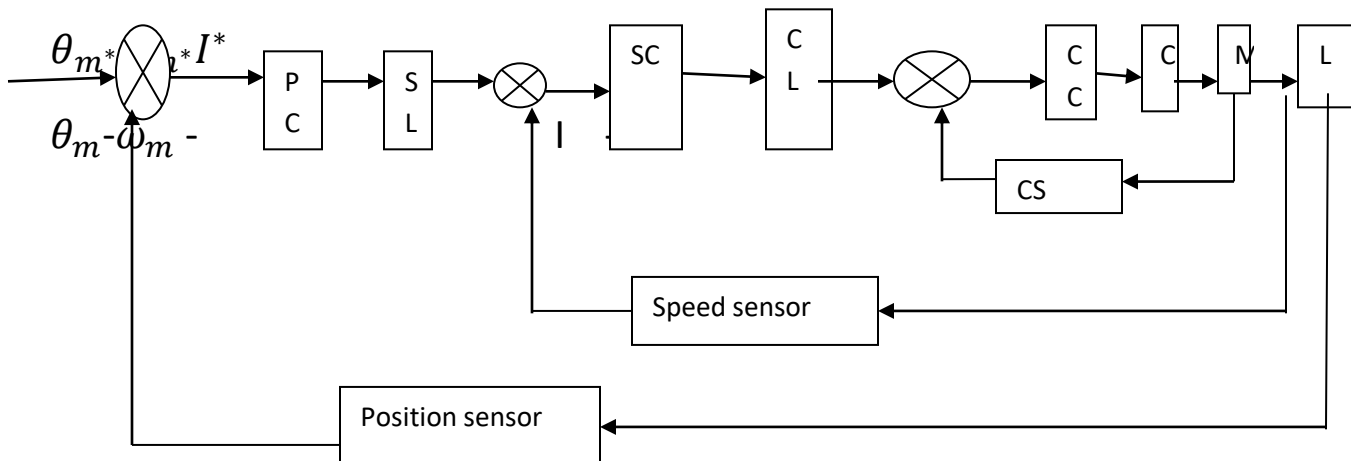 θₘ* ₘ* I*
P C
S L
SC
C L
C C
C
M
L
θₘ-ωₘ -
I -
CS
Speed sensor
Position sensor